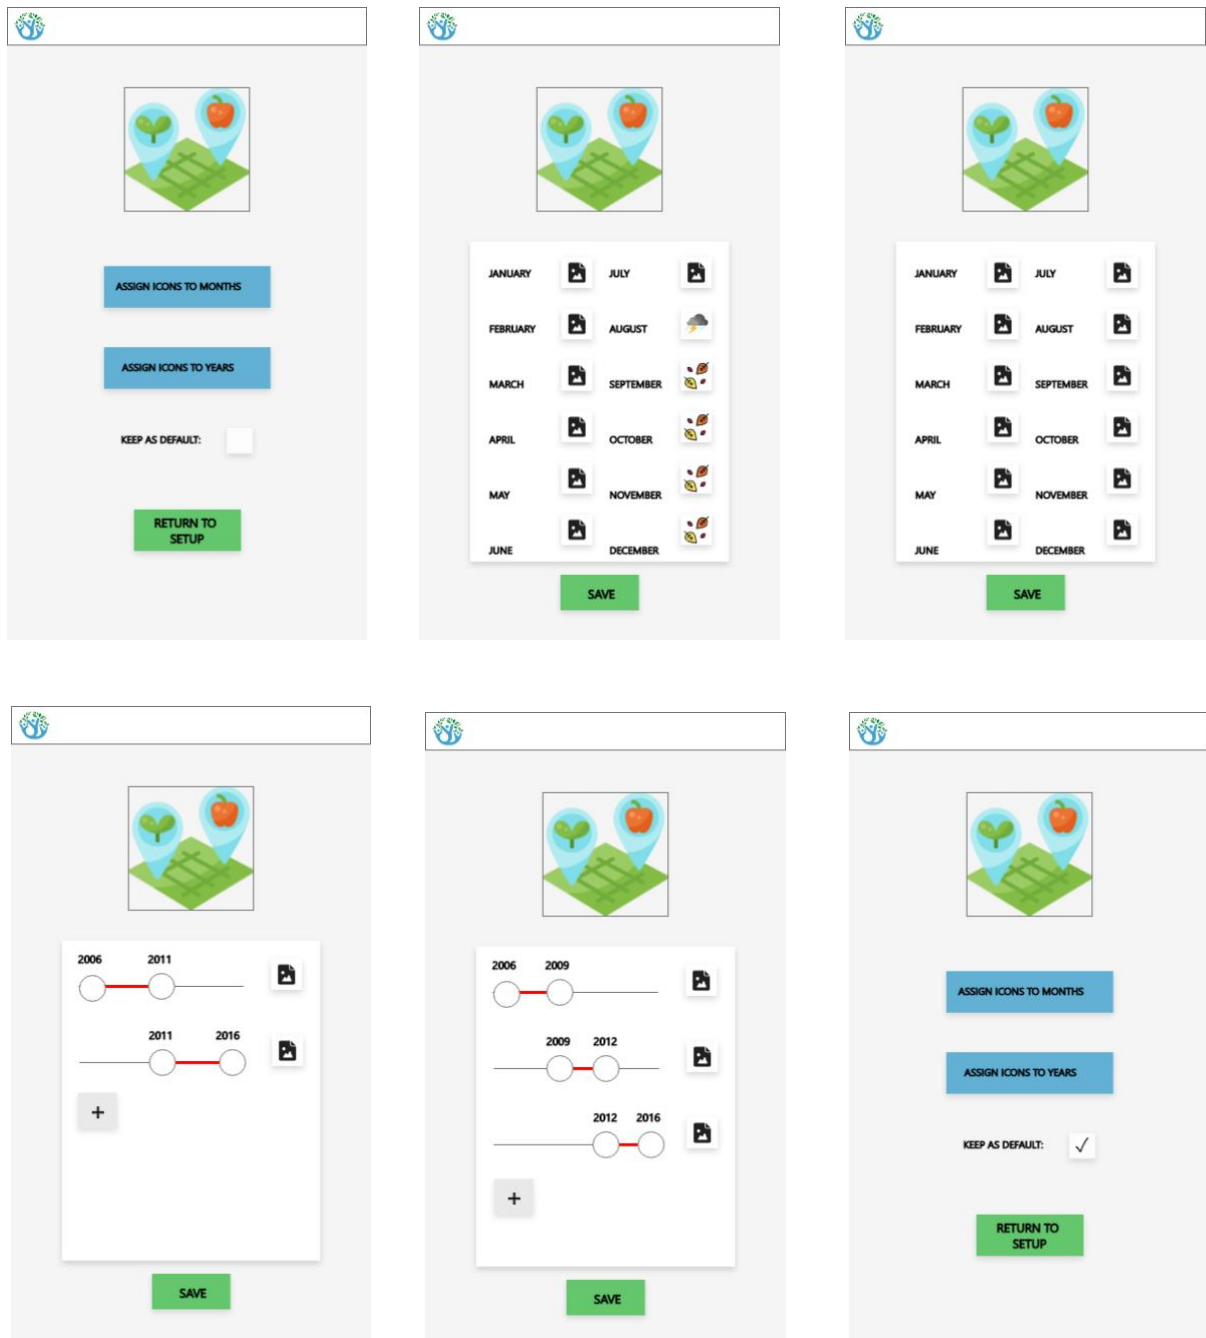 ASSIGN ICONS TO MONTHS
ASSIGN ICONS TO YEARS
KEEP AS DEFAULT:
RETURN TO
SETUP
JANUARY JULY
FEBRUARY AUGUST
MARCH SEPTEMBER
APRIL OCTOBER
MAY NOVEMBER
JUNE DECEMBER
SAVE
JANUARY JULY
FEBRUARY AUGUST
MARCH SEPTEMBER
APRIL OCTOBER
MAY NOVEMBER
JUNE DECEMBER
SAVE
2006 2011
2011 2016
+
SAVE
2006 2009
2009 2012
2012 2016
+
SAVE
ASSIGN ICONS TO MONTHS
ASSIGN ICONS TO YEARS
KEEP AS DEFAULT: ✓
RETURN TO
SETUP